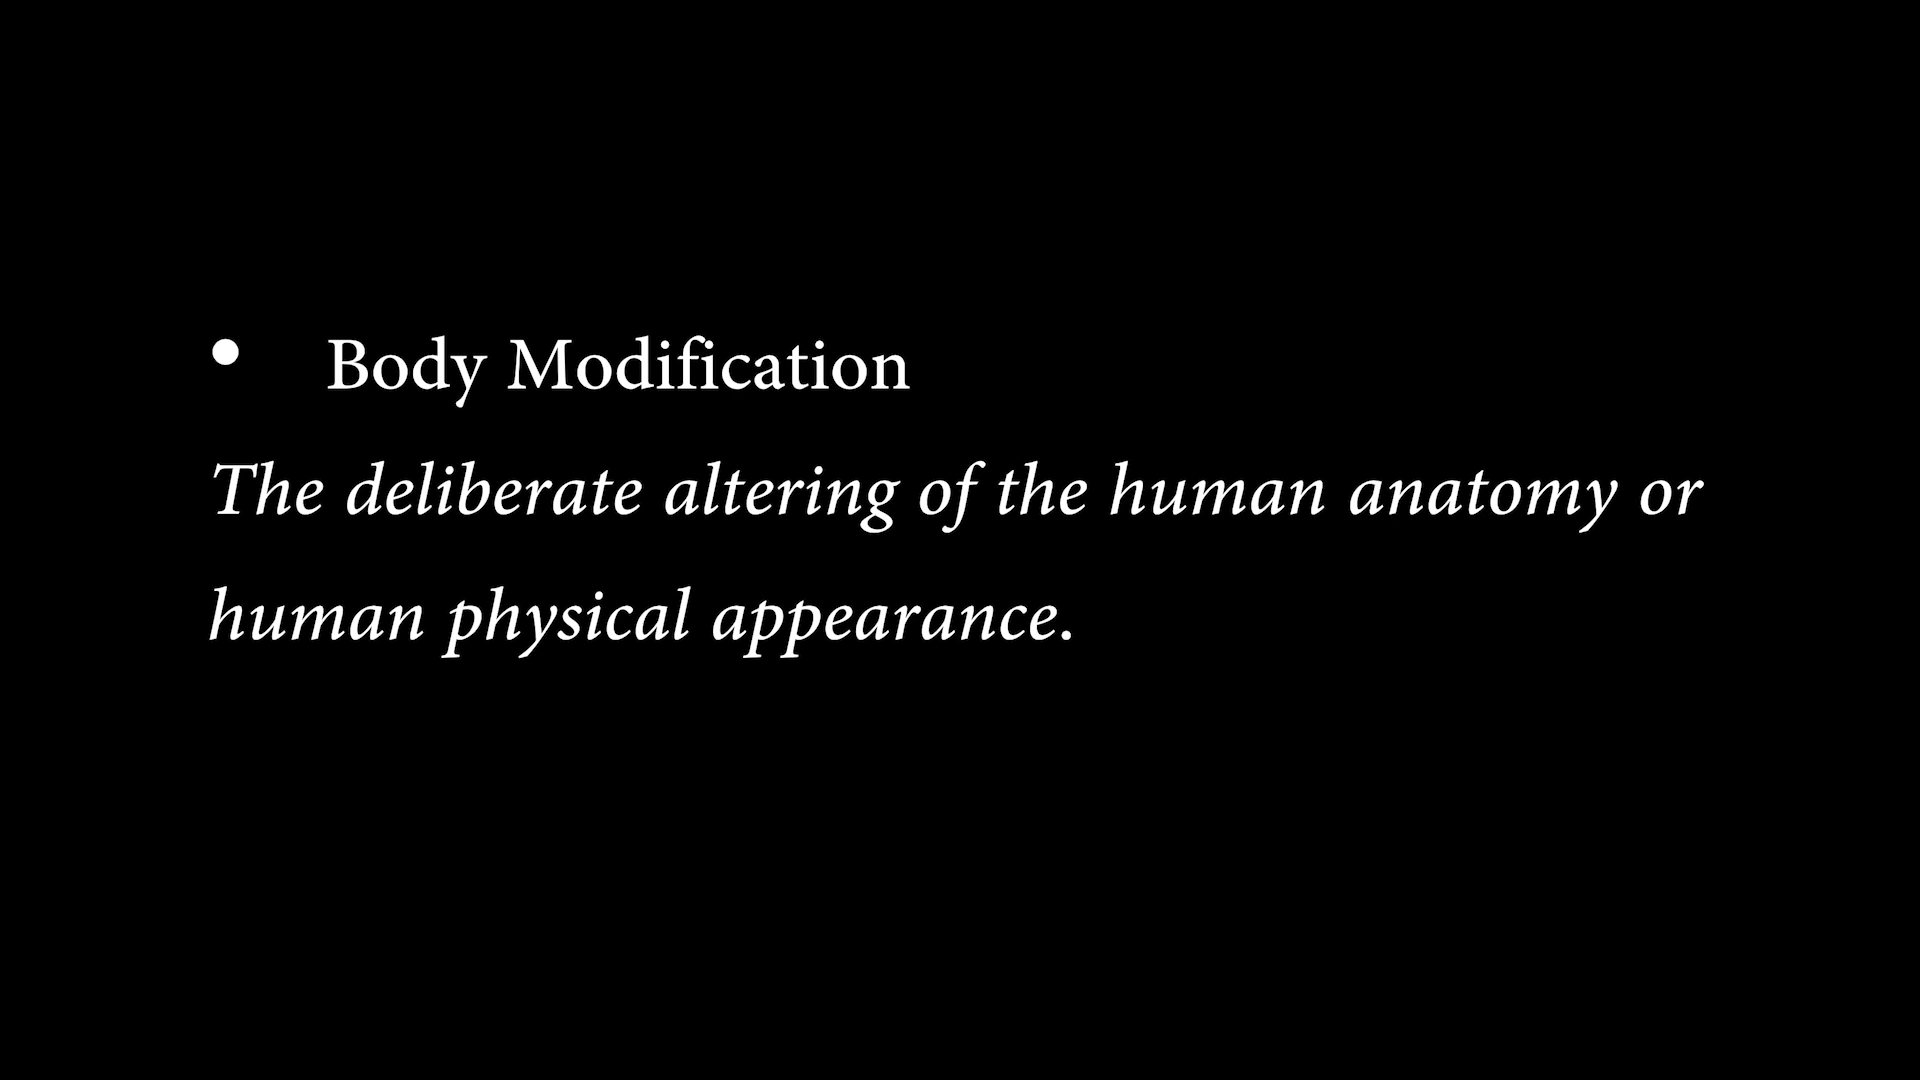 • Body Modification
The deliberate altering of the human anatomy or
human physical appearance.